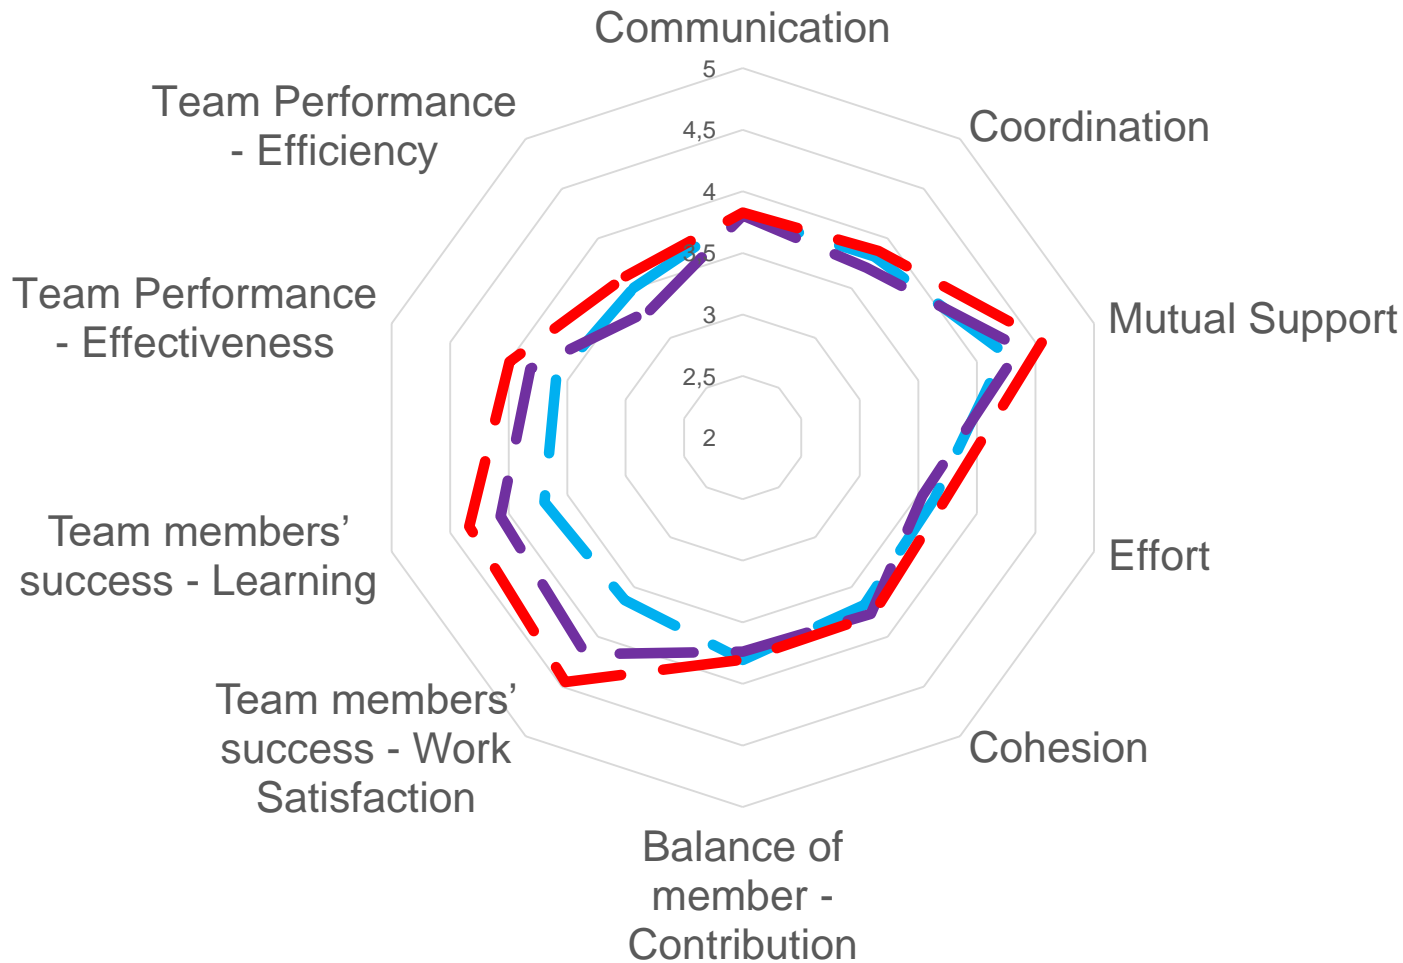 Communication
Team Performance
- Efficiency
Coordination
5
4,5
4
3,5
3
2,5
2
Team Performance
- Effectiveness
Mutual Support
Team members’
success - Learning
Effort
Team members’
success - Work
Satisfaction
Cohesion
Balance of
member -
Contribution